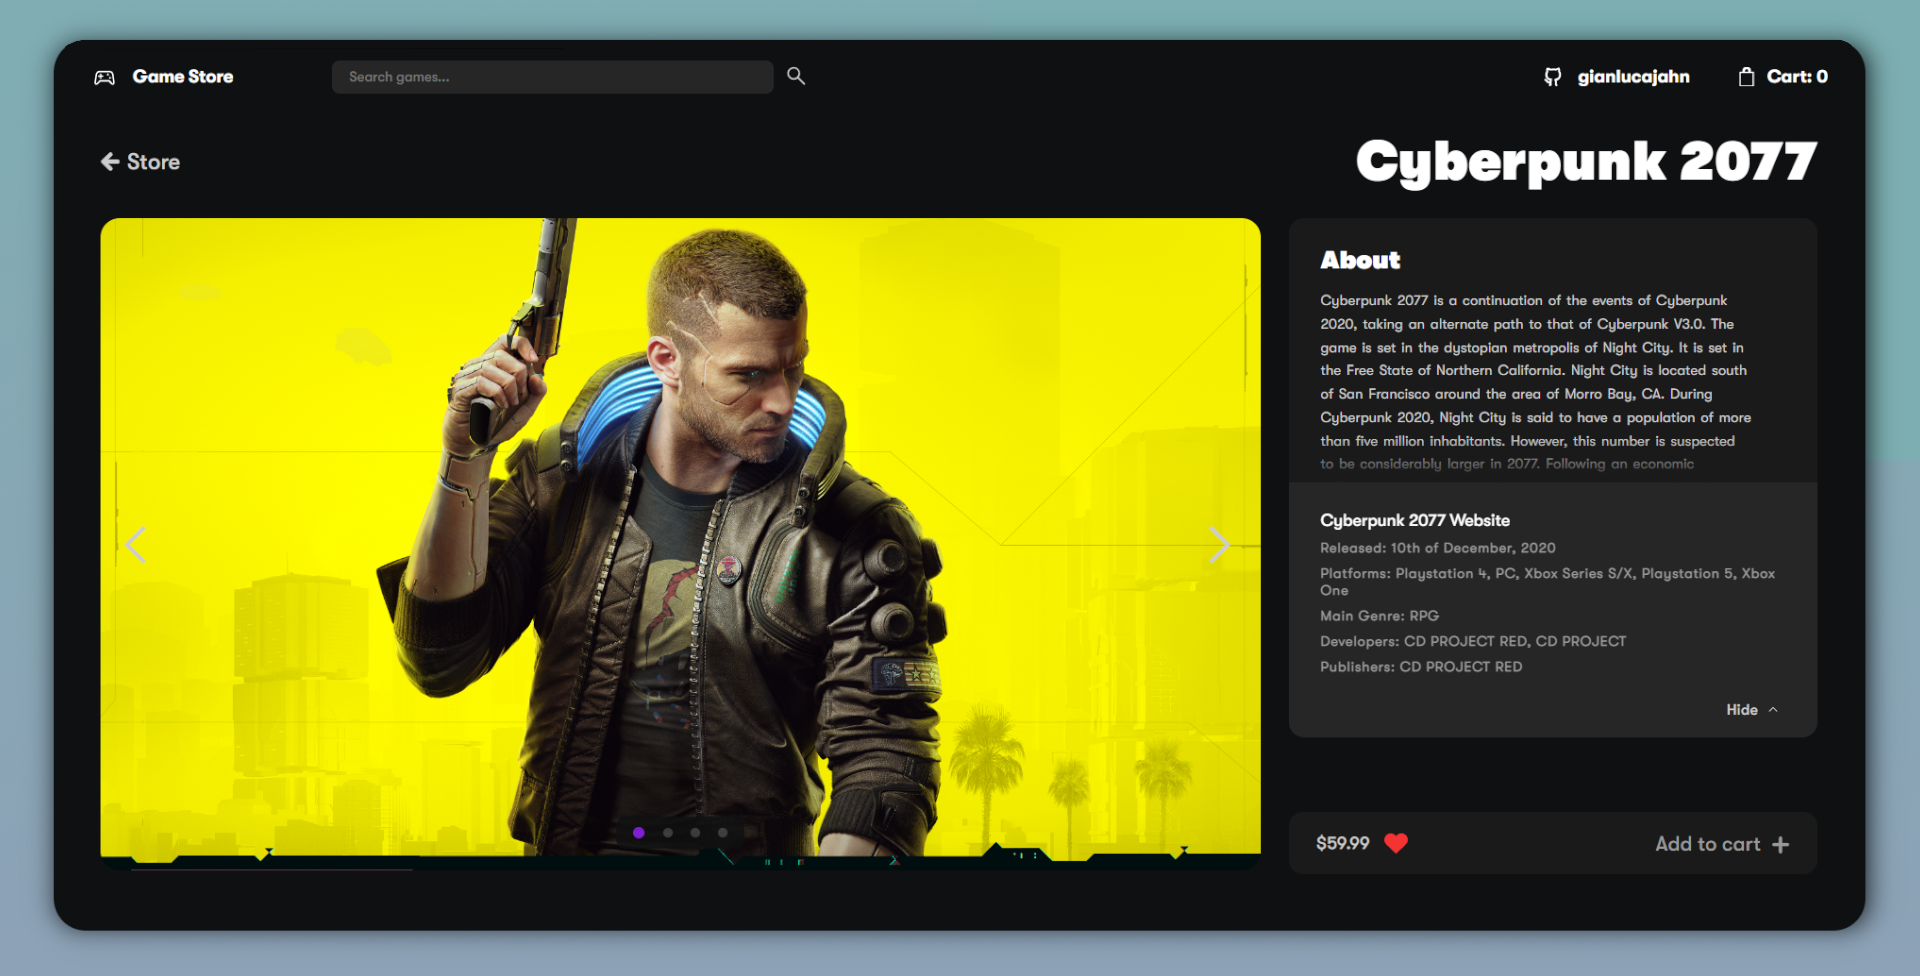 Game Store
Search games...
gianlucajahn
Cart: 0
Store
Cyberpunk 2077
About
Cyberpunk 2077 is a continuation of the events of Cyberpunk
2020, taking an alternate path to that of Cyberpunk V3.0. The
game is set in the dystopian metropolis of Night City. It is set in
the Free State of Northern California. Night City is located south
of San Francisco around the area of Morro Bay, CA. During
Cyberpunk 2020, Night City is said to have a population of more
than five million inhabitants. However, this number is suspected
to be considerably larger in 2077. Following an economic
Cyberpunk 2077 Website
Released: 10th of December, 2020
Platforms: Playstation 4, PC, Xbox Series S/X, Playstation 5, Xbox
One
Main Genre: RPG
Developers: CD PROJECT RED, CD PROJECT
Publishers: CD PROJECT RED
Hide
$59.99
Add to cart